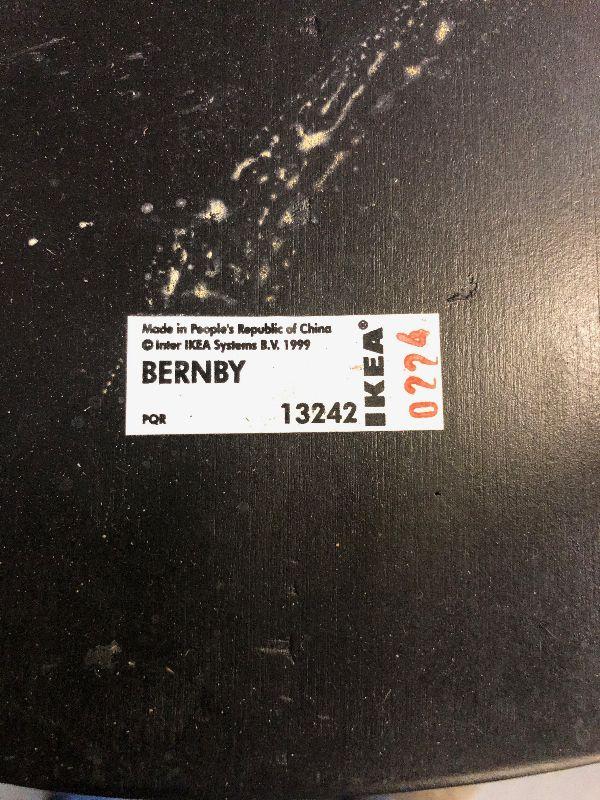 Made in People's Republic of China
© Inter IKEA Systems B.V. 1999
BERNBY
PQR
13242
IKEA®
0224